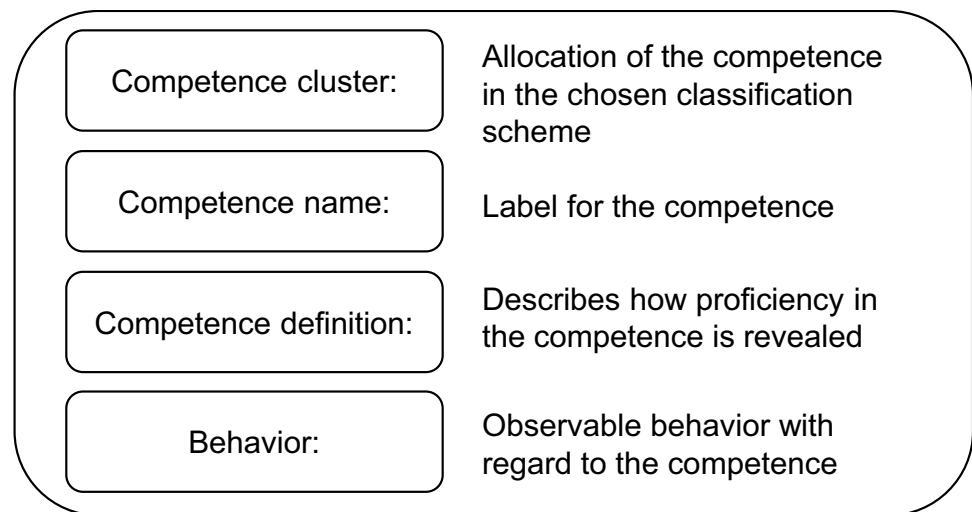 Competence cluster:
Allocation of the competence
in the chosen classification
scheme
Competence name:
Label for the competence
Competence definition:
Describes how proficiency in
the competence is revealed
Behavior:
Observable behavior with
regard to the competence